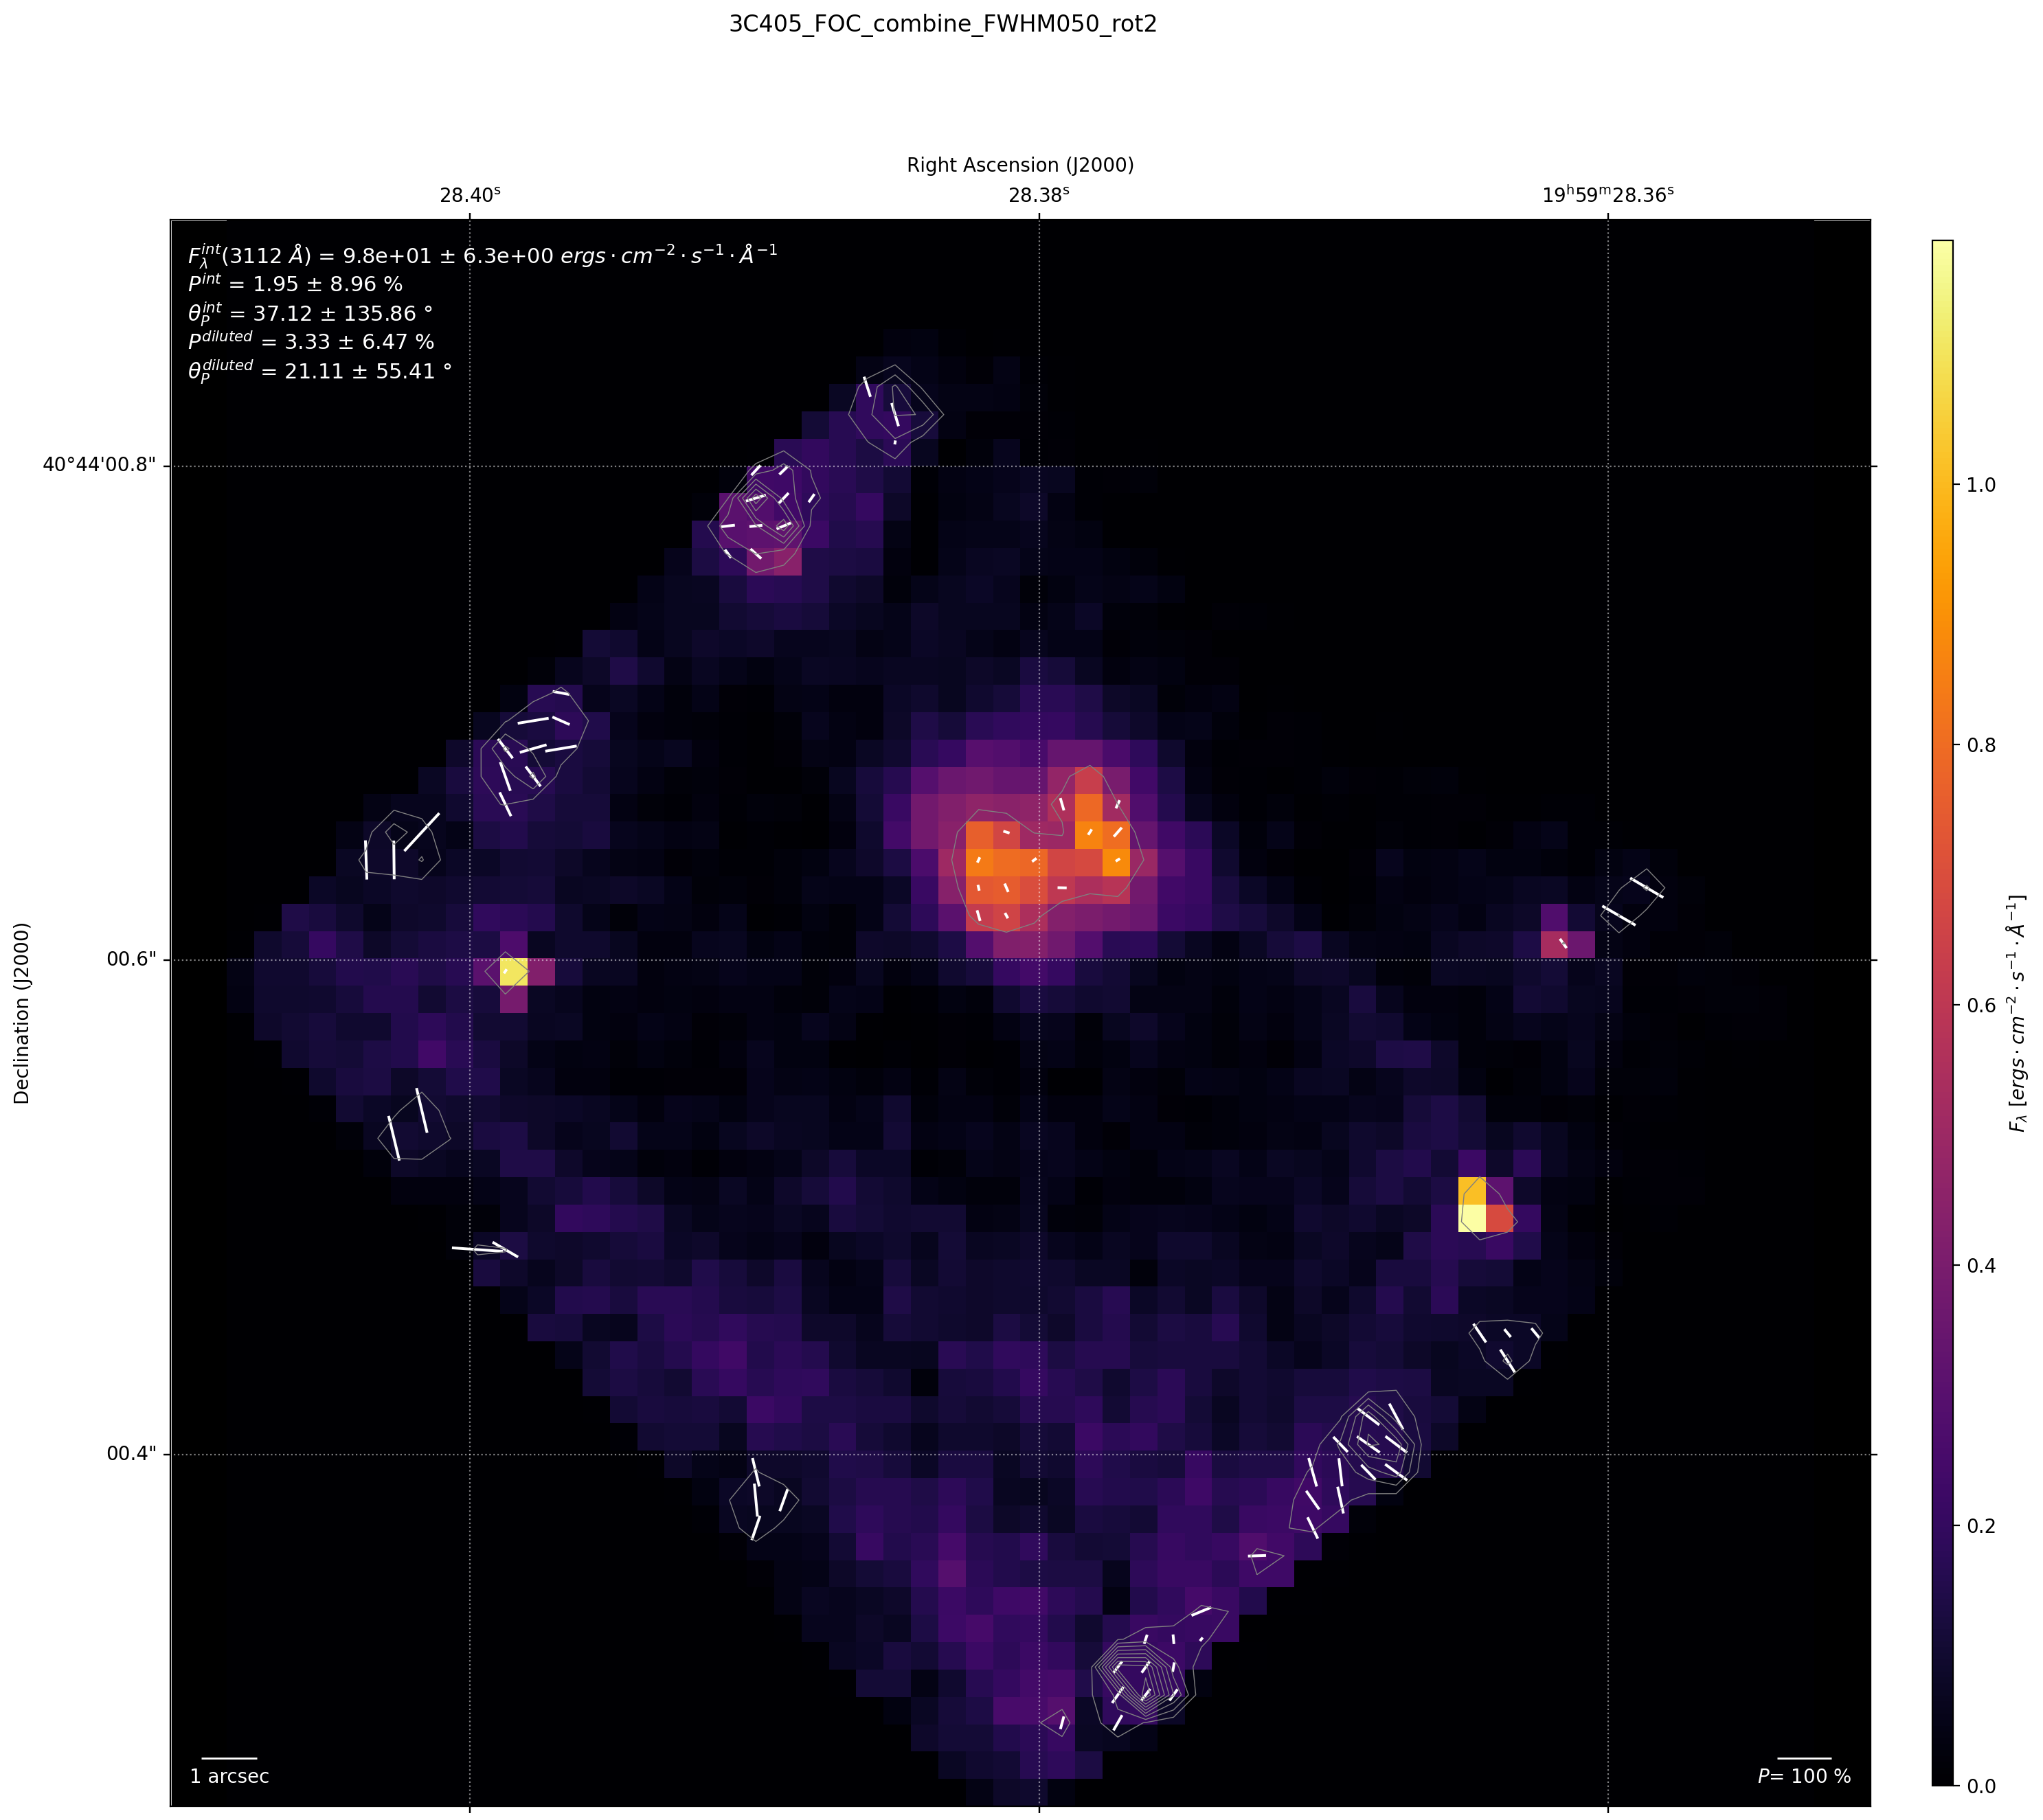 3C405_FOC_combine_FWHM050_rot2
Right Ascension (J2000)
28.40ˢ 28.38ˢ 19ʰ59ᵐ28.36ˢ
F_λ^int(3112 Å) = 9.8e+01 ± 6.3e+00 ergs · cm⁻² · s⁻¹ · Å⁻¹
P^int = 1.95 ± 8.96 %
θ_P^int = 37.12 ± 135.86 °
P^diluted = 3.33 ± 6.47 %
θ_P^diluted = 21.11 ± 55.41 °
40°44'00.8"
00.6"
00.4"
Declination (J2000)
1 arcsec
P= 100 %
1.0
0.8
0.6
0.4
0.2
0.0
F_λ [ergs · cm⁻² · s⁻¹ · Å⁻¹]